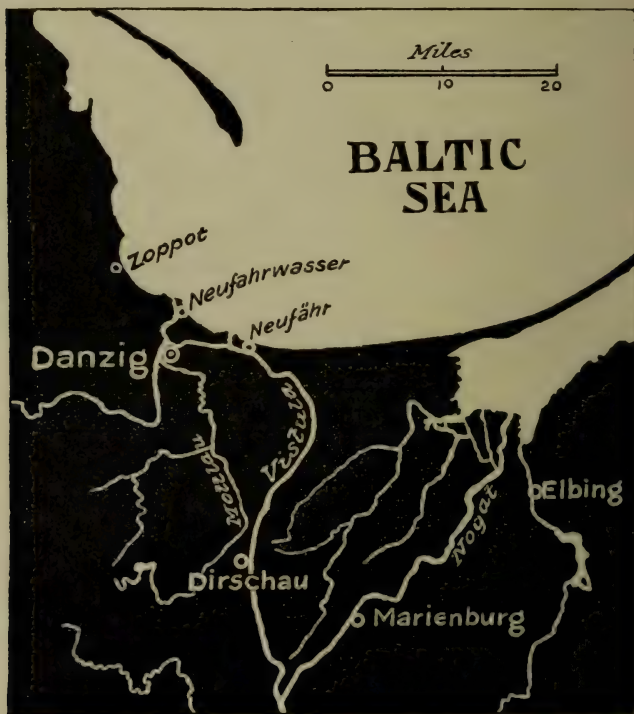 Miles
0 10 20
BALTIC
SEA
Zoppot
Neufahrwasser
Neufähr
Danzig
Vistula
Mottlau
Elbing
Nogat
Dirschau
Marienburg